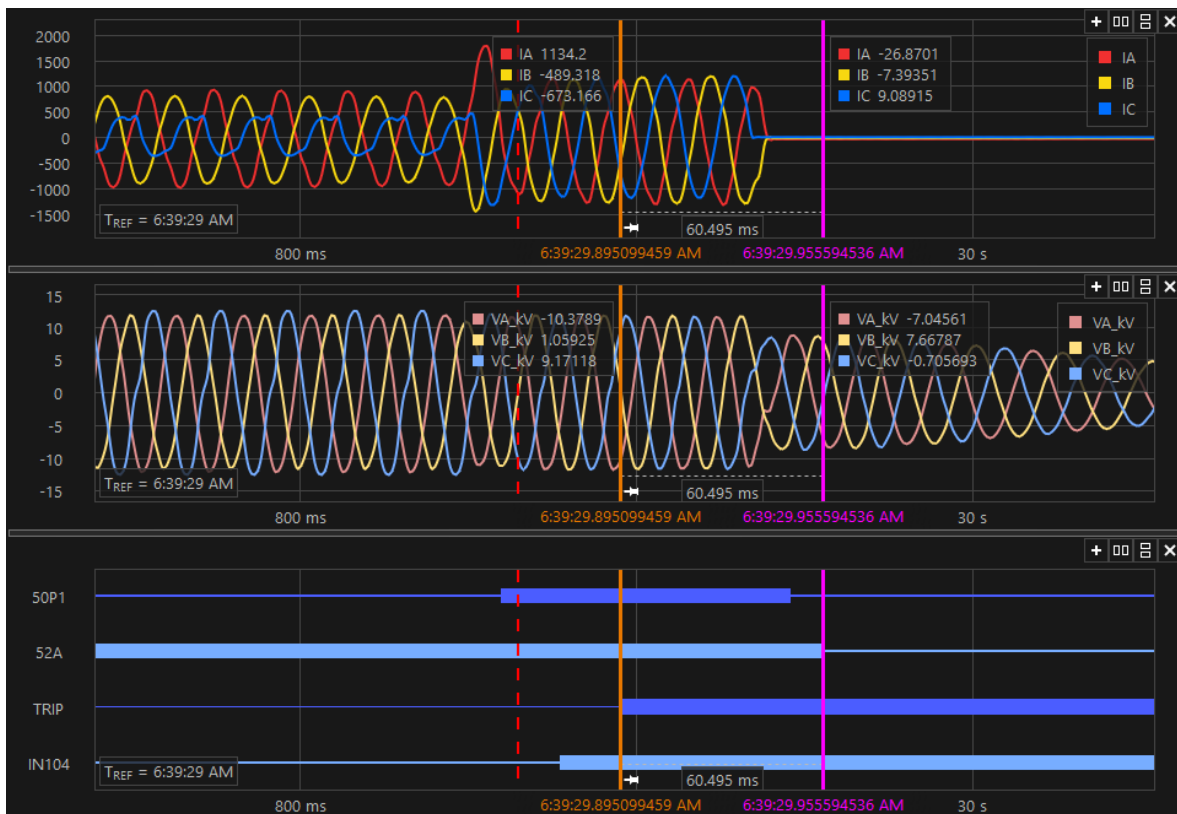 2000
1500
1000
500
0
-500
-1000
-1500
IA 1134.2
IB -489.318
IC -673.166
IA -26.8701
IB -7.39351
IC 9.08915
IA
IB
IC
TREF = 6:39:29 AM
60.495 ms
800 ms
6:39:29.895099459 AM
6:39:29.955594536 AM
30 s
15
10
5
0
-5
-10
-15
VA_kV -10.3789
VB_kV 1.05925
VC_kV 9.17118
VA_kV -7.04561
VB_kV 7.66787
VC_kV -0.705693
VA_kV
VB_kV
VC_kV
TREF = 6:39:29 AM
60.495 ms
800 ms
6:39:29.895099459 AM
6:39:29.955594536 AM
30 s
50P1
52A
TRIP
IN104
TREF = 6:39:29 AM
60.495 ms
800 ms
6:39:29.895099459 AM
6:39:29.955594536 AM
30 s